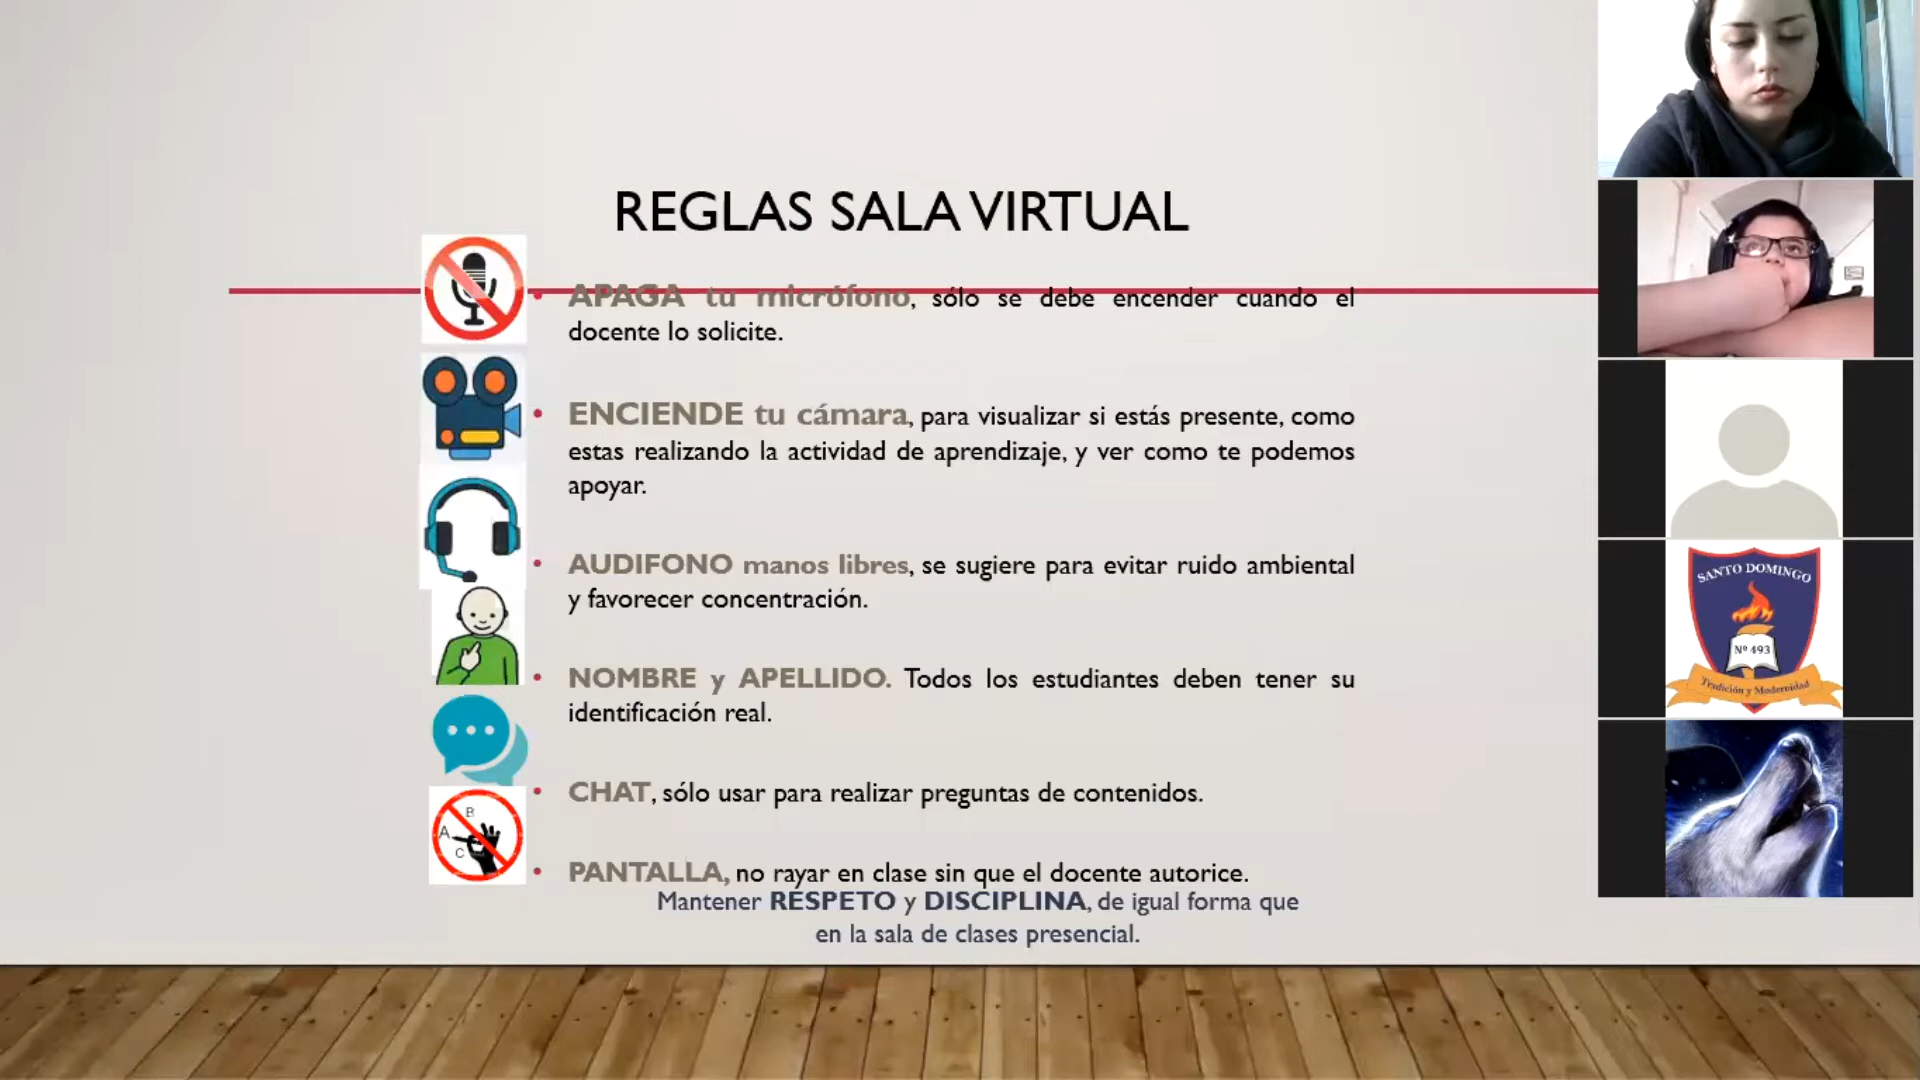 REGLAS SALA VIRTUAL
• APAGA tu micrófono, sólo se debe encender cuando el
docente lo solicite.
• ENCIENDE tu cámara, para visualizar si estás presente, como
estas realizando la actividad de aprendizaje, y ver como te podemos
apoyar.
• AUDIFONO manos libres, se sugiere para evitar ruido ambiental
y favorecer concentración.
• NOMBRE y APELLIDO. Todos los estudiantes deben tener su
identificación real.
• CHAT, sólo usar para realizar preguntas de contenidos.
• PANTALLA, no rayar en clase sin que el docente autorice.
Mantener RESPETO y DISCIPLINA, de igual forma que
en la sala de clases presencial.
B
A
C
SANTO DOMINGO
Nº 493
Tradición y Modernidad